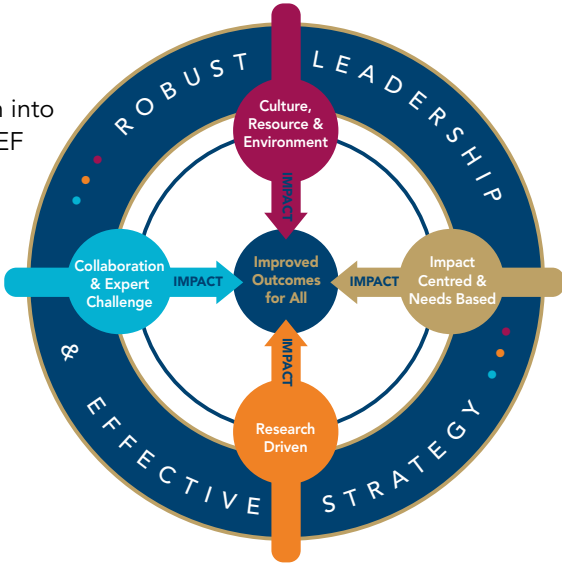 n into
EF
ROBUST LEADERSHIP
& EFFECTIVE STRATEGY
Culture,
Resource &
Environment
IMPACT
Collaboration
& Expert
Challenge
IMPACT
Improved
Outcomes
for All
IMPACT
Impact
Centred &
Needs Based
IMPACT
Research
Driven